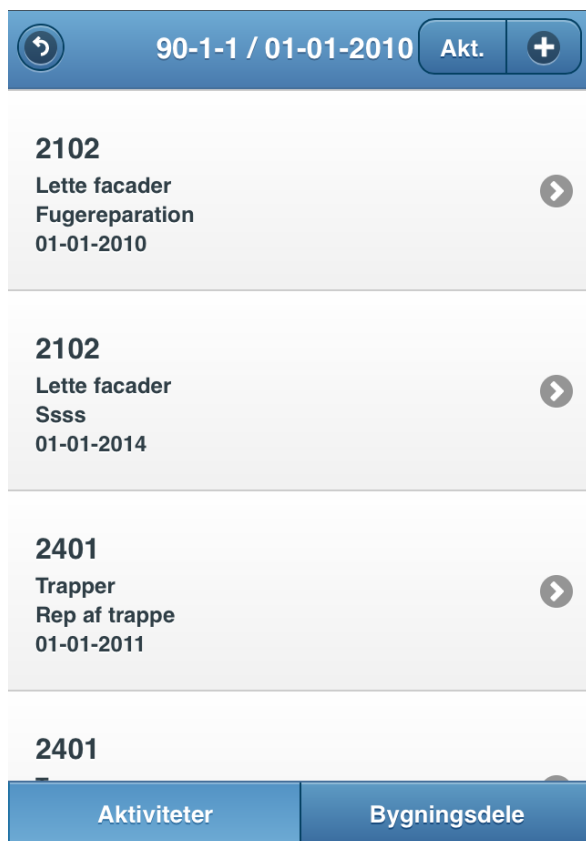 90-1-1 / 01-01-2010 Akt.
2102
Lette facader
Fugereparation
01-01-2010
2102
Lette facader
Ssss
01-01-2014
2401
Trapper
Rep af trappe
01-01-2011
2401
Aktiviteter Bygningsdele